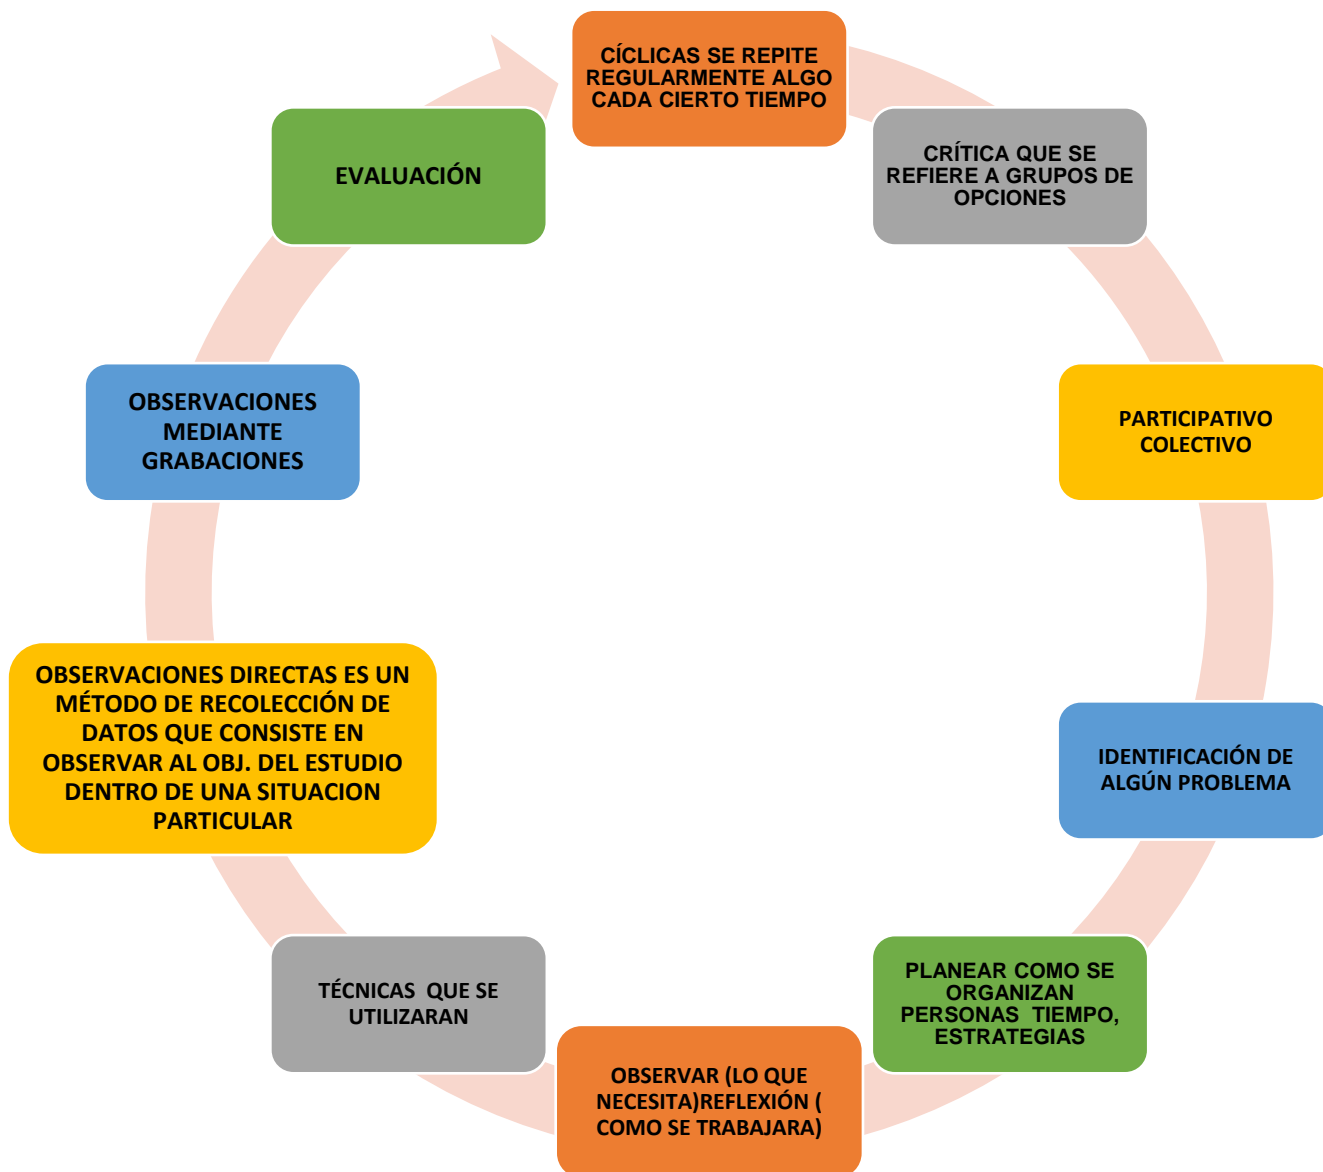 CÍCLICAS SE REPITE
REGULARMENTE ALGO
CADA CIERTO TIEMPO
CRÍTICA QUE SE
REFIERE A GRUPOS DE
OPCIONES
PARTICIPATIVO
COLECTIVO
IDENTIFICACIÓN DE
ALGÚN PROBLEMA
PLANEAR COMO SE
ORGANIZAN
PERSONAS TIEMPO,
ESTRATEGIAS
OBSERVAR (LO QUE
NECESITA)REFLEXIÓN (
COMO SE TRABAJARA)
TÉCNICAS QUE SE
UTILIZARAN
OBSERVACIONES DIRECTAS ES UN
MÉTODO DE RECOLECCIÓN DE
DATOS QUE CONSISTE EN
OBSERVAR AL OBJ. DEL ESTUDIO
DENTRO DE UNA SITUACION
PARTICULAR
OBSERVACIONES
MEDIANTE
GRABACIONES
EVALUACIÓN